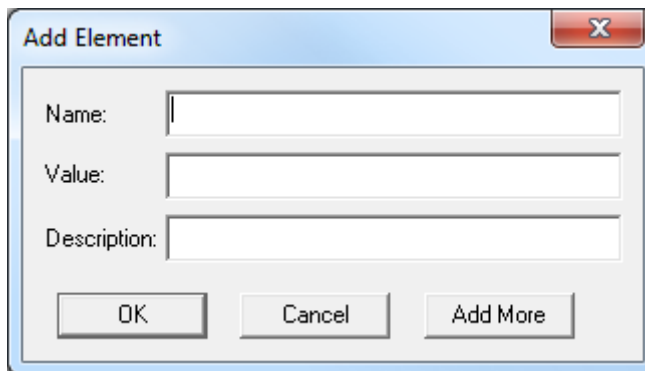 Add Element
Name:
Value:
Description:
OK Cancel Add More